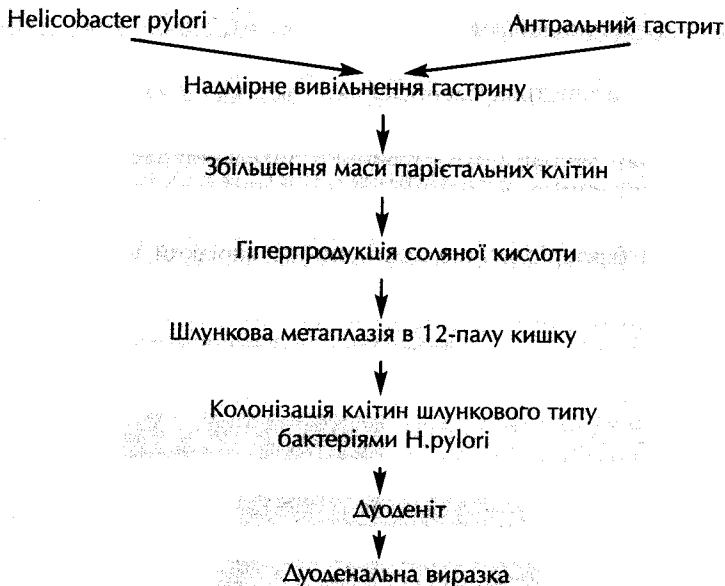 Helicobacter pylori
Антральний гастрит
Надмірне вивільнення гастрину
Збільшення маси парієтальних клітин
Гіперпродукція соляної кислоти
Шлункова метаплазія в 12-палу кишку
Колонізація клітин шлункового типу
бактеріями H.pylori
Дуоденіт
Дуоденальна виразка